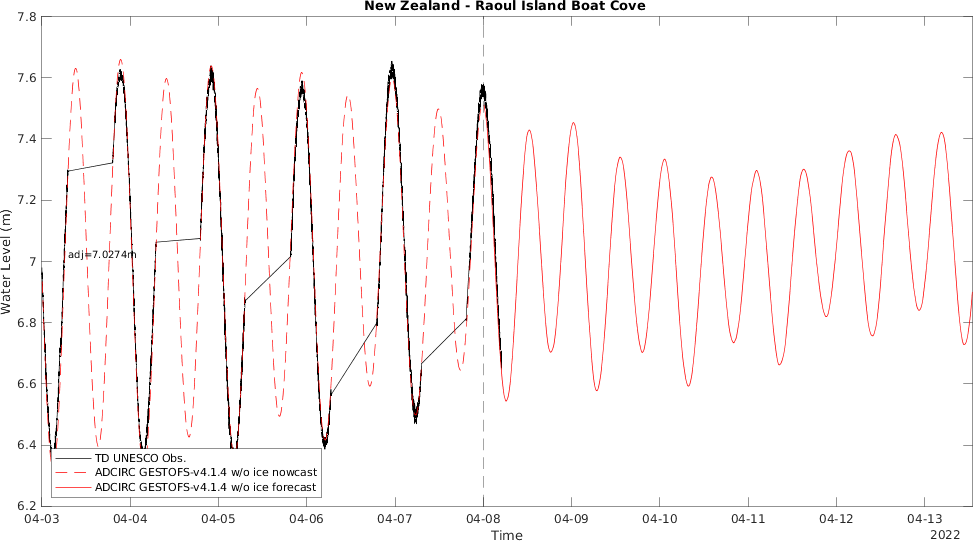 New Zealand - Raoul Island Boat Cove
7.8
7.6
7.4
7.2
7
6.8
6.6
6.4
6.2
Water Level (m)
adj=7.0274m
TD UNESCO Obs.
ADCIRC GESTOFS-v4.1.4 w/o ice nowcast
ADCIRC GESTOFS-v4.1.4 w/o ice forecast
04-03 04-04 04-05 04-06 04-07 04-08 04-09 04-10 04-11 04-12 04-13
Time
2022